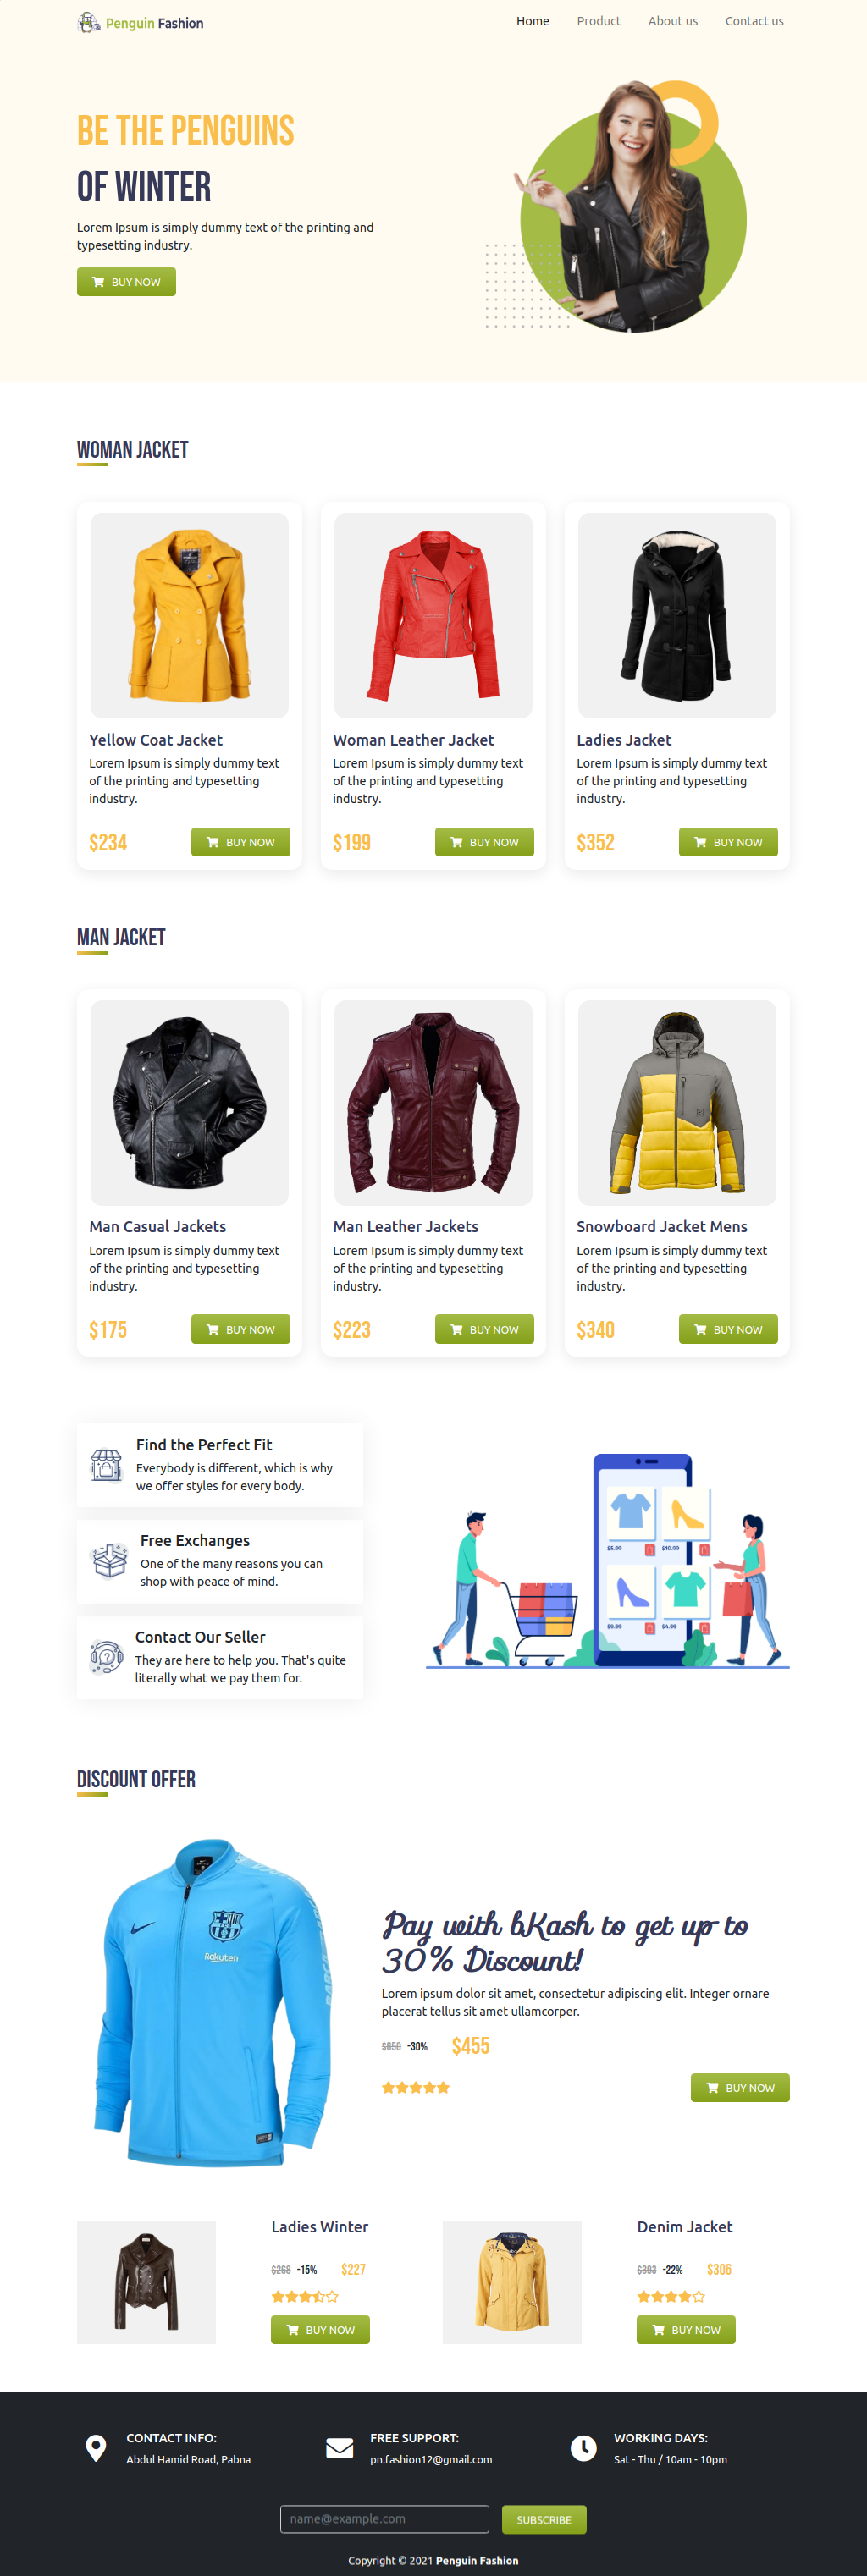 Penguin Fashion
Home Product About us Contact us
BE THE PENGUINS
OF WINTER
Lorem Ipsum is simply dummy text of the printing and
typesetting industry.
BUY NOW
WOMAN JACKET
Yellow Coat Jacket
Lorem Ipsum is simply dummy text
of the printing and typesetting
industry.
$234 BUY NOW
Woman Leather Jacket
Lorem Ipsum is simply dummy text
of the printing and typesetting
industry.
$199 BUY NOW
Ladies Jacket
Lorem Ipsum is simply dummy text
of the printing and typesetting
industry.
$352 BUY NOW
MAN JACKET
Man Casual Jackets
Lorem Ipsum is simply dummy text
of the printing and typesetting
industry.
$175 BUY NOW
Man Leather Jackets
Lorem Ipsum is simply dummy text
of the printing and typesetting
industry.
$223 BUY NOW
Snowboard Jacket Mens
Lorem Ipsum is simply dummy text
of the printing and typesetting
industry.
$340 BUY NOW
Find the Perfect Fit
Everybody is different, which is why
we offer styles for every body.
Free Exchanges
One of the many reasons you can
shop with peace of mind.
Contact Our Seller
They are here to help you. That's quite
literally what we pay them for.
$5.99 $10.99
$9.99 $4.99
DISCOUNT OFFER
Rakuten
Pay with bKash to get up to
30% Discount!
Lorem ipsum dolor sit amet, consectetur adipiscing elit. Integer ornare
placerat tellus sit amet ullamcorper.
$650 -30% $455
BUY NOW
Ladies Winter
$268 -15% $227
BUY NOW
Denim Jacket
$393 -22% $306
BUY NOW
CONTACT INFO:
Abdul Hamid Road, Pabna
FREE SUPPORT:
pn.fashion12@gmail.com
WORKING DAYS:
Sat - Thu / 10am - 10pm
name@example.com SUBSCRIBE
Copyright © 2021 Penguin Fashion